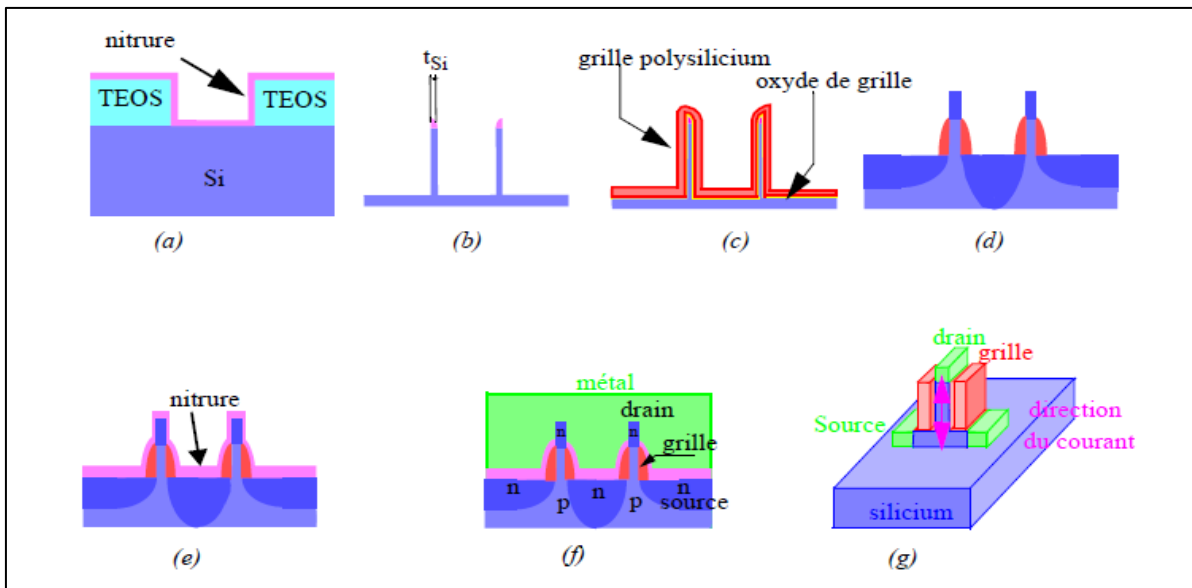 nitrure
TEOS
TEOS
Si
(a)
tSi
(b)
grille polysilicium
oxyde de grille
(c)
(d)
nitrure
(e)
métal
drain
n
n
grille
n
n
n
source
p
p
(f)
drain
grille
Source
direction
du courant
silicium
(g)